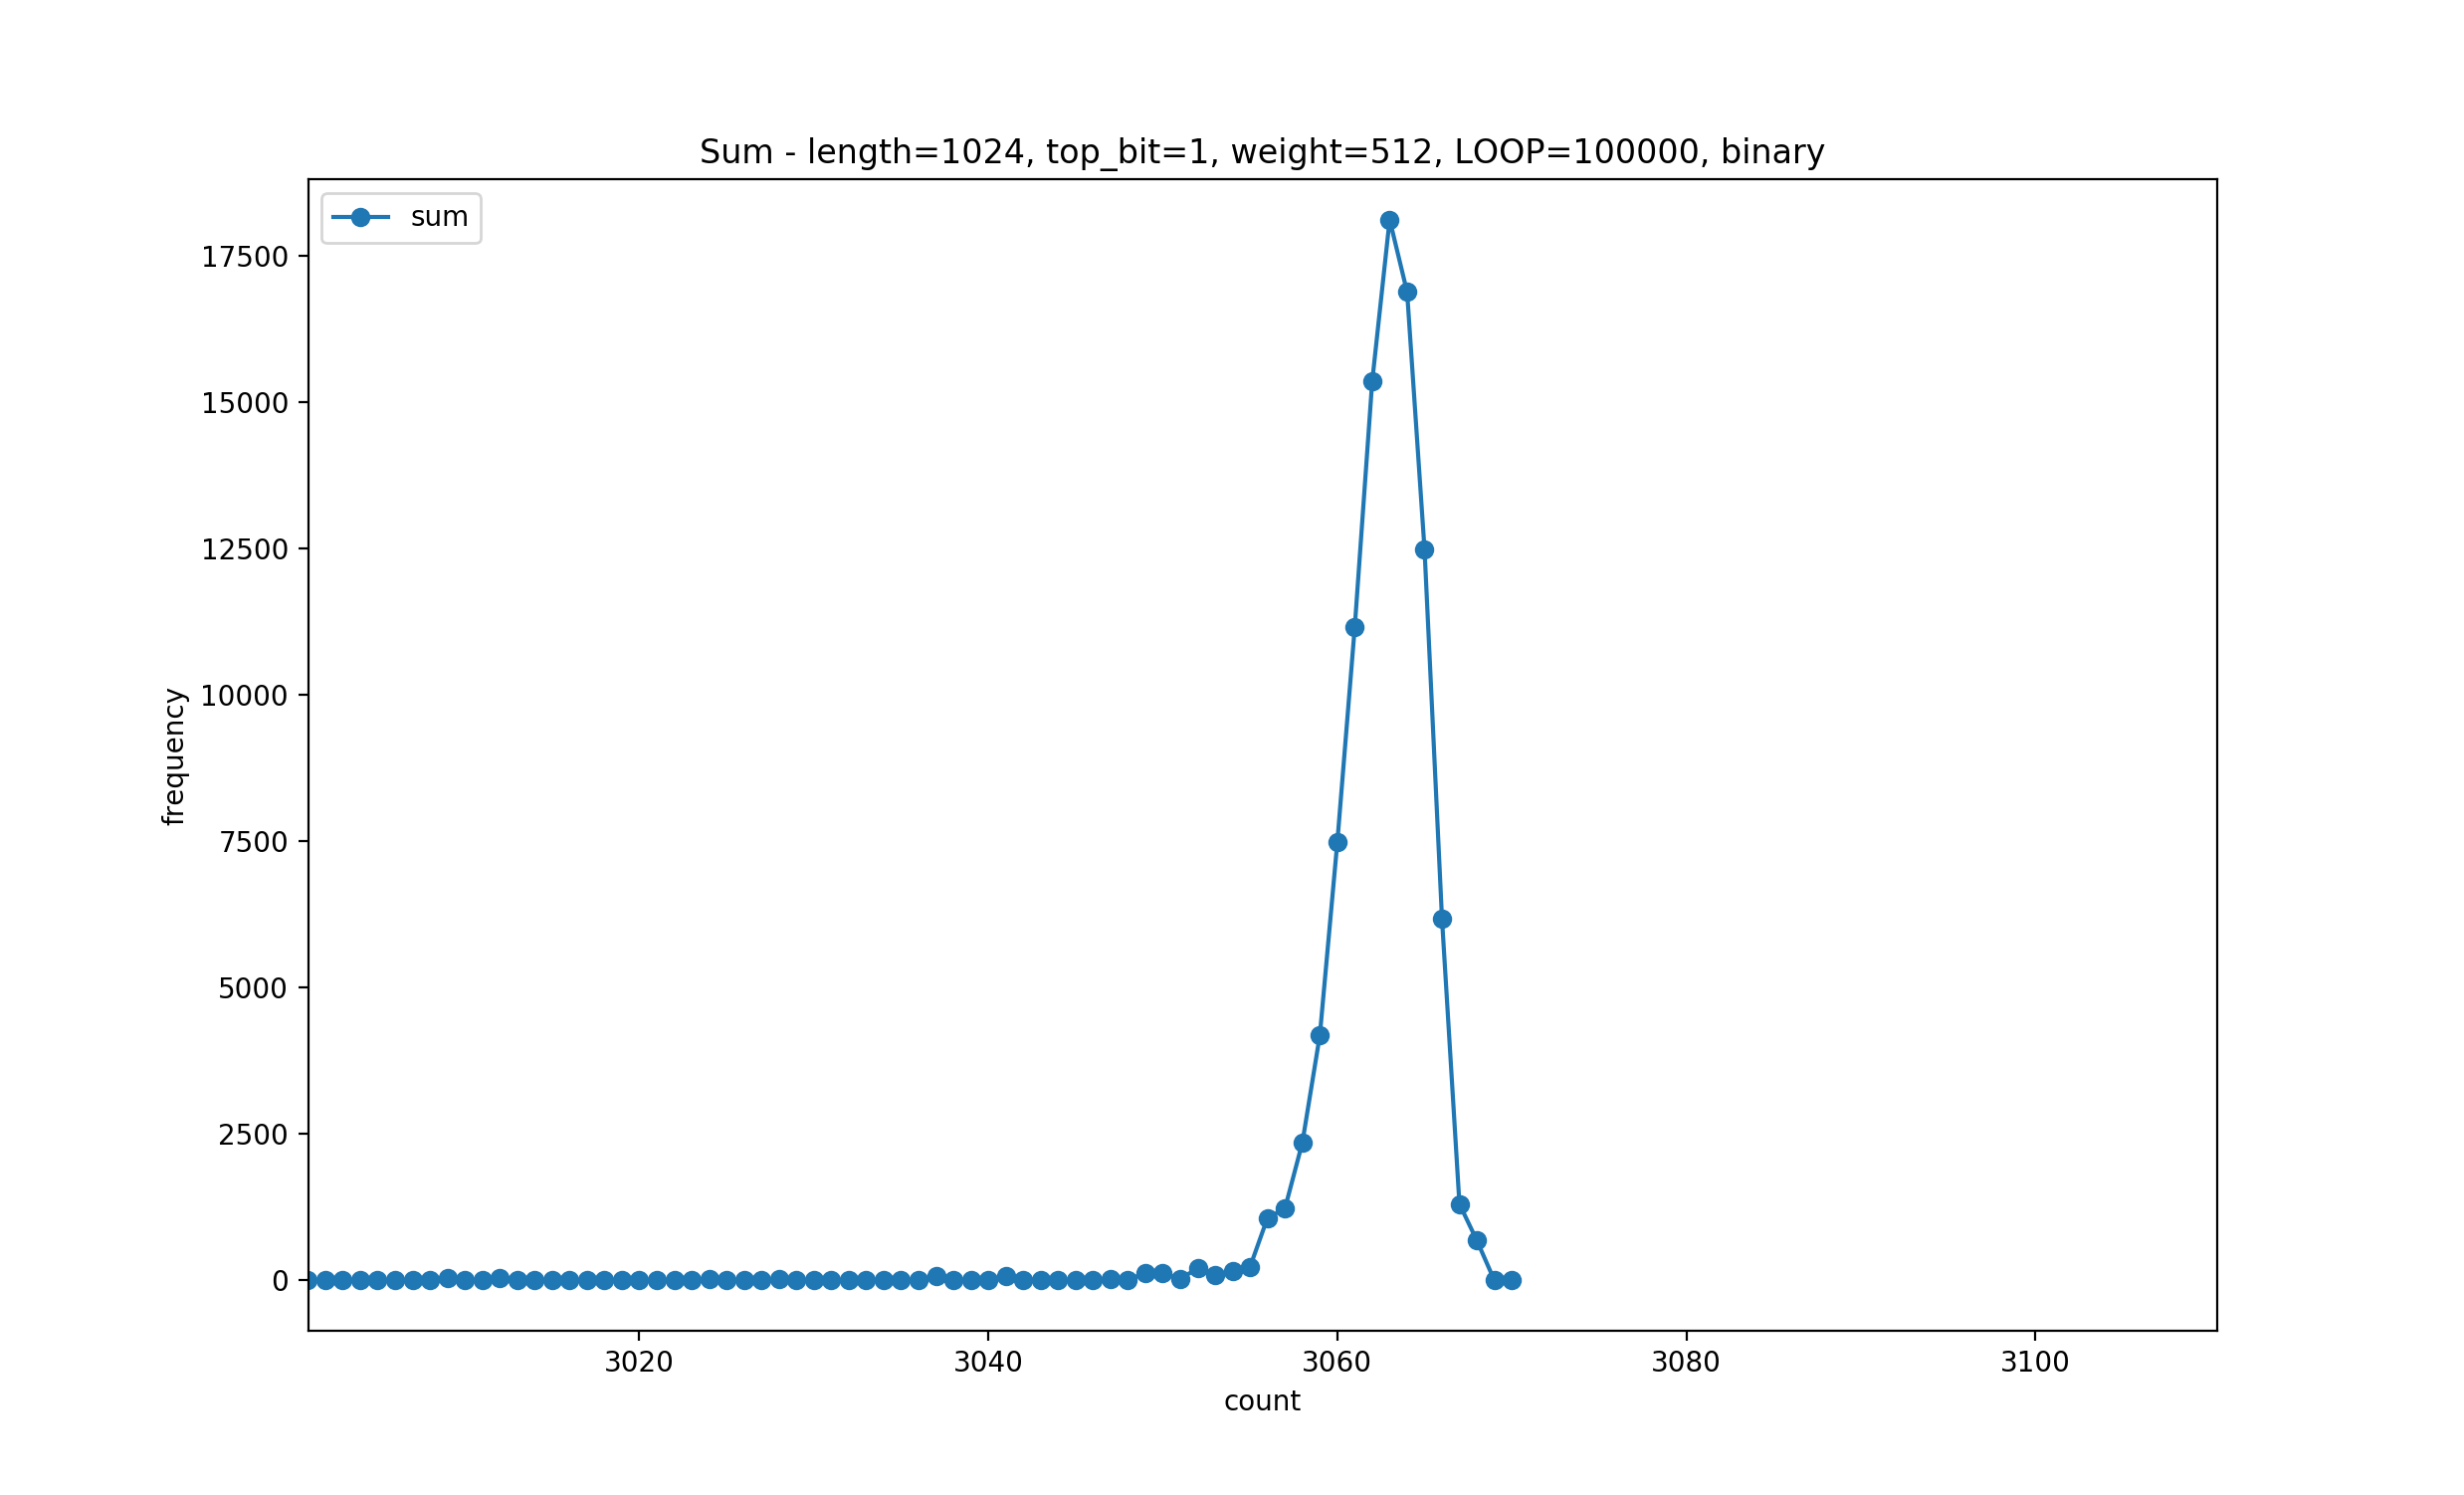 Sum - length=1024, top_bit=1, weight=512, LOOP=100000, binary
sum
17500
15000
12500
10000
7500
5000
2500
0
frequency
3020 3040 3060 3080 3100
count